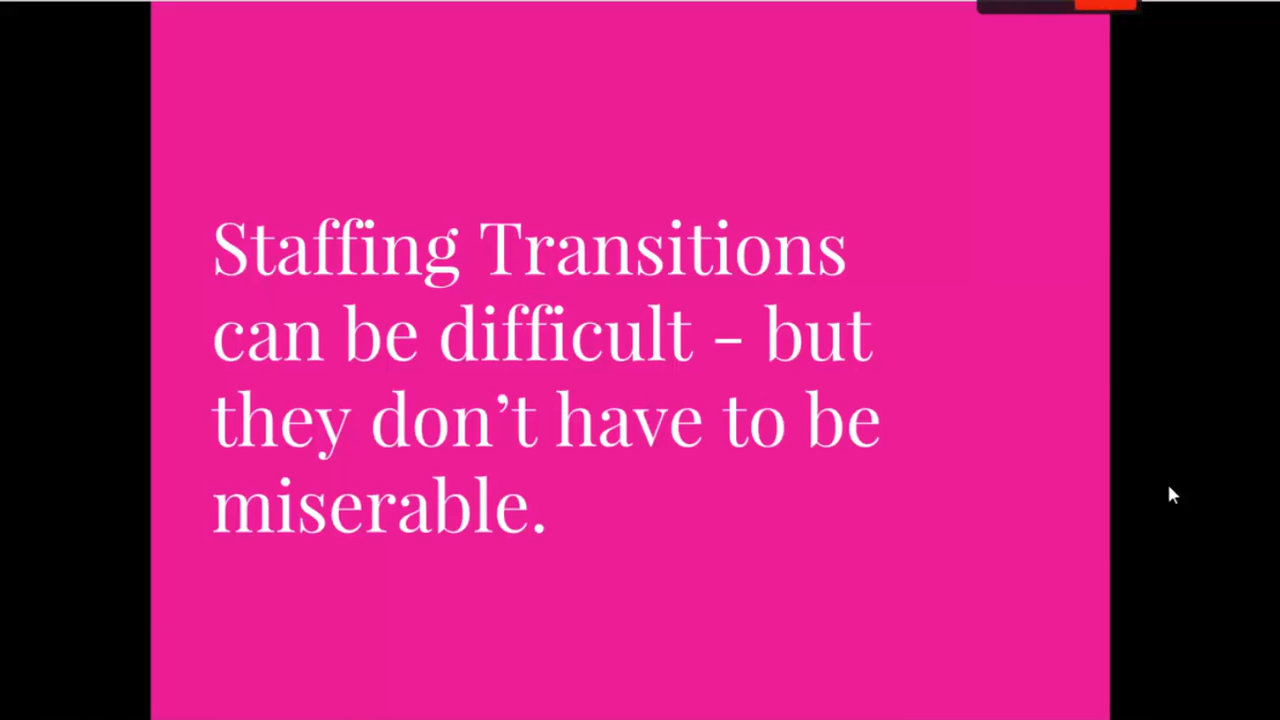 Staffing Transitions
can be difficult - but
they don’t have to be
miserable.